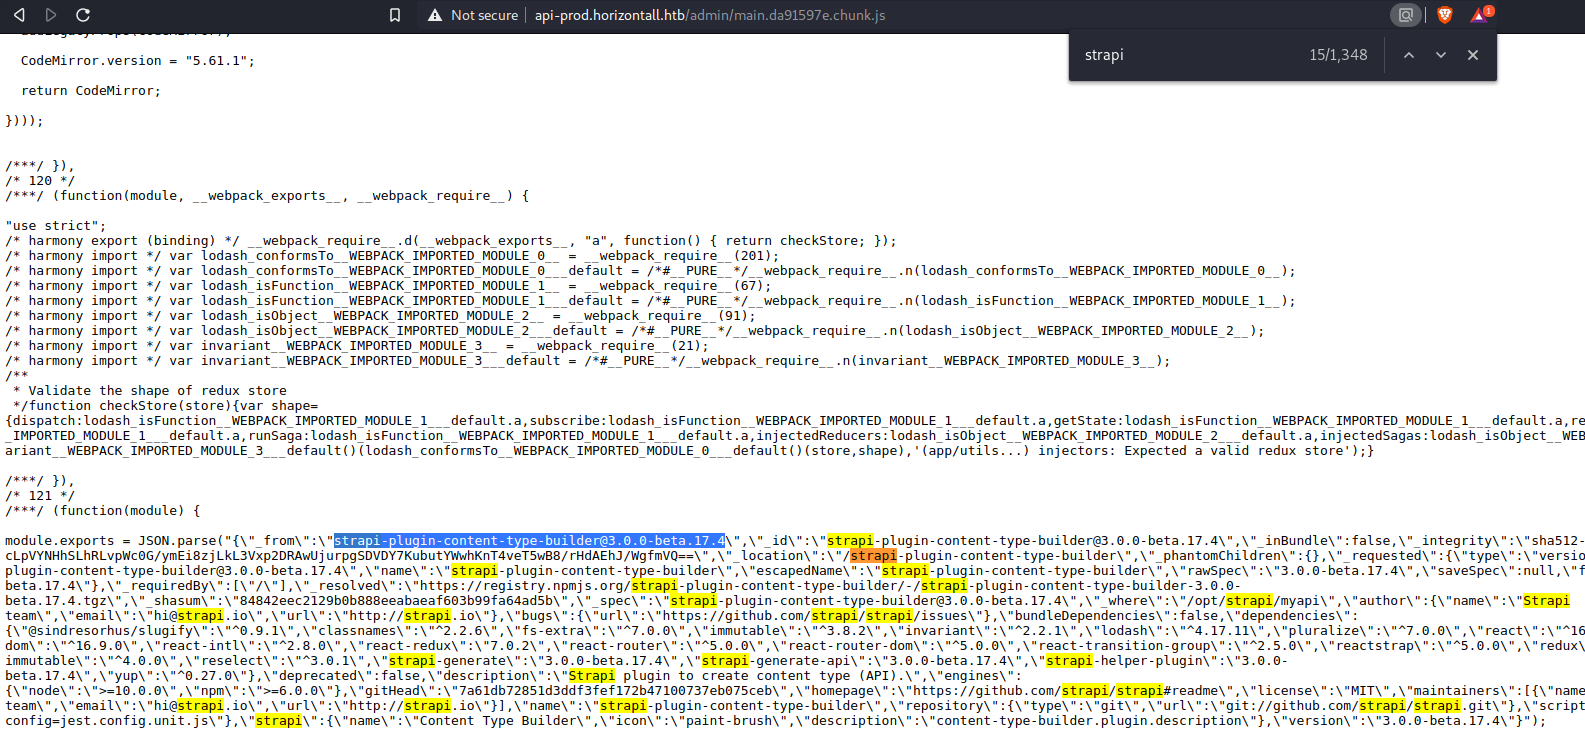 Not secure api-prod.horizontall.htb/admin/main.da91597e.chunk.js 1
strapi 15/1,348
CodeMirror.version = "5.61.1";
return CodeMirror;
})));
/***/ }),
/* 120 */
/***/ (function(module, __webpack_exports__, __webpack_require__) {
"use strict";
/* harmony export (binding) */ __webpack_require__.d(__webpack_exports__, "a", function() { return checkStore; });
/* harmony import */ var lodash_conformsTo__WEBPACK_IMPORTED_MODULE_0__ = __webpack_require__(201);
/* harmony import */ var lodash_conformsTo__WEBPACK_IMPORTED_MODULE_0___default = /*#__PURE__*/__webpack_require__.n(lodash_conformsTo__WEBPACK_IMPORTED_MODULE_0__);
/* harmony import */ var lodash_isFunction__WEBPACK_IMPORTED_MODULE_1__ = __webpack_require__(67);
/* harmony import */ var lodash_isFunction__WEBPACK_IMPORTED_MODULE_1___default = /*#__PURE__*/__webpack_require__.n(lodash_isFunction__WEBPACK_IMPORTED_MODULE_1__);
/* harmony import */ var lodash_isObject__WEBPACK_IMPORTED_MODULE_2__ = __webpack_require__(91);
/* harmony import */ var lodash_isObject__WEBPACK_IMPORTED_MODULE_2___default = /*#__PURE__*/__webpack_require__.n(lodash_isObject__WEBPACK_IMPORTED_MODULE_2__);
/* harmony import */ var invariant__WEBPACK_IMPORTED_MODULE_3__ = __webpack_require__(21);
/* harmony import */ var invariant__WEBPACK_IMPORTED_MODULE_3___default = /*#__PURE__*/__webpack_require__.n(invariant__WEBPACK_IMPORTED_MODULE_3__);
/**
* Validate the shape of redux store
*/function checkStore(store){var shape=
{dispatch:lodash_isFunction__WEBPACK_IMPORTED_MODULE_1___default.a,subscribe:lodash_isFunction__WEBPACK_IMPORTED_MODULE_1___default.a,getState:lodash_isFunction__WEBPACK_IMPORTED_MODULE_1___default.a,re
_IMPORTED_MODULE_1___default.a,runSaga:lodash_isFunction__WEBPACK_IMPORTED_MODULE_1___default.a,injectedReducers:lodash_isObject__WEBPACK_IMPORTED_MODULE_2___default.a,injectedSagas:lodash_isObject__WEB
ariant__WEBPACK_IMPORTED_MODULE_3___default()(lodash_conformsTo__WEBPACK_IMPORTED_MODULE_0___default()(store,shape),'(app/utils...) injectors: Expected a valid redux store');}
/***/ }),
/* 121 */
/***/ (function(module) {
module.exports = JSON.parse("{\"_from\":\"strapi-plugin-content-type-builder@3.0.0-beta.17.4\",\"_id\":\"strapi-plugin-content-type-builder@3.0.0-beta.17.4\",\"_inBundle\":false,\"_integrity\":\"sha512-
cLpVYNHhSLhRLvpWc0G/ymEi8zjLkL3Vxp2DRAwUjurpgSDVDY7KubutYWwhKnT4veT5wB8/rHdAEhJ/WgfmVQ==\",\"_location\":\"/strapi-plugin-content-type-builder\",\"_phantomChildren\":{},\"_requested\":{\"type\":\"versio
plugin-content-type-builder@3.0.0-beta.17.4\",\"name\":\"strapi-plugin-content-type-builder\",\"escapedName\":\"strapi-plugin-content-type-builder\",\"rawSpec\":\"3.0.0-beta.17.4\",\"saveSpec\":null,\"f
beta.17.4\"},\"_requiredBy\":[\"/\"],\"_resolved\":\"https://registry.npmjs.org/strapi-plugin-content-type-builder/-/strapi-plugin-content-type-builder-3.0.0-
beta.17.4.tgz\",\"_shasum\":\"84842eec2129b0b888eeabaeaf603b99fa64ad5b\",\"_spec\":\"strapi-plugin-content-type-builder@3.0.0-beta.17.4\",\"_where\":\"/opt/strapi/myapi\",\"author\":{\"name\":\"Strapi
team\",\"email\":\"hi@strapi.io\",\"url\":\"http://strapi.io\"},\"bugs\":{\"url\":\"https://github.com/strapi/strapi/issues\"},\"bundleDependencies\":false,\"dependencies\":
{\"@sindresorhus/slugify\":\"^0.9.1\",\"classnames\":\"^2.2.6\",\"fs-extra\":\"^7.0.0\",\"immutable\":\"^3.8.2\",\"invariant\":\"^2.2.1\",\"lodash\":\"^4.17.11\",\"pluralize\":\"^7.0.0\",\"react\":\"^16
dom\":\"^16.9.0\",\"react-intl\":\"^2.8.0\",\"react-redux\":\"7.0.2\",\"react-router\":\"^5.0.0\",\"react-router-dom\":\"^5.0.0\",\"react-transition-group\":\"^2.5.0\",\"reactstrap\":\"^5.0.0\",\"redux\
immutable\":\"^4.0.0\",\"reselect\":\"^3.0.1\",\"strapi-generate\":\"3.0.0-beta.17.4\",\"strapi-generate-api\":\"3.0.0-beta.17.4\",\"strapi-helper-plugin\":\"3.0.0-
beta.17.4\",\"yup\":\"^0.27.0\"},\"deprecated\":false,\"description\":\"Strapi plugin to create content type (API).\",\"engines\":
{\"node\":\">=10.0.0\",\"npm\":\">=6.0.0\"},\"gitHead\":\"7a61db72851d3ddf3fef172b47100737eb075ceb\",\"homepage\":\"https://github.com/strapi/strapi#readme\",\"license\":\"MIT\",\"maintainers\":[{\"name
team\",\"email\":\"hi@strapi.io\",\"url\":\"http://strapi.io\"}],\"name\":\"strapi-plugin-content-type-builder\",\"repository\":{\"type\":\"git\",\"url\":\"git://github.com/strapi/strapi.git\"},\"script
config=jest.config.unit.js\"},\"strapi\":{\"name\":\"Content Type Builder\",\"icon\":\"paint-brush\",\"description\":\"content-type-builder.plugin.description\"},\"version\":\"3.0.0-beta.17.4\"}");